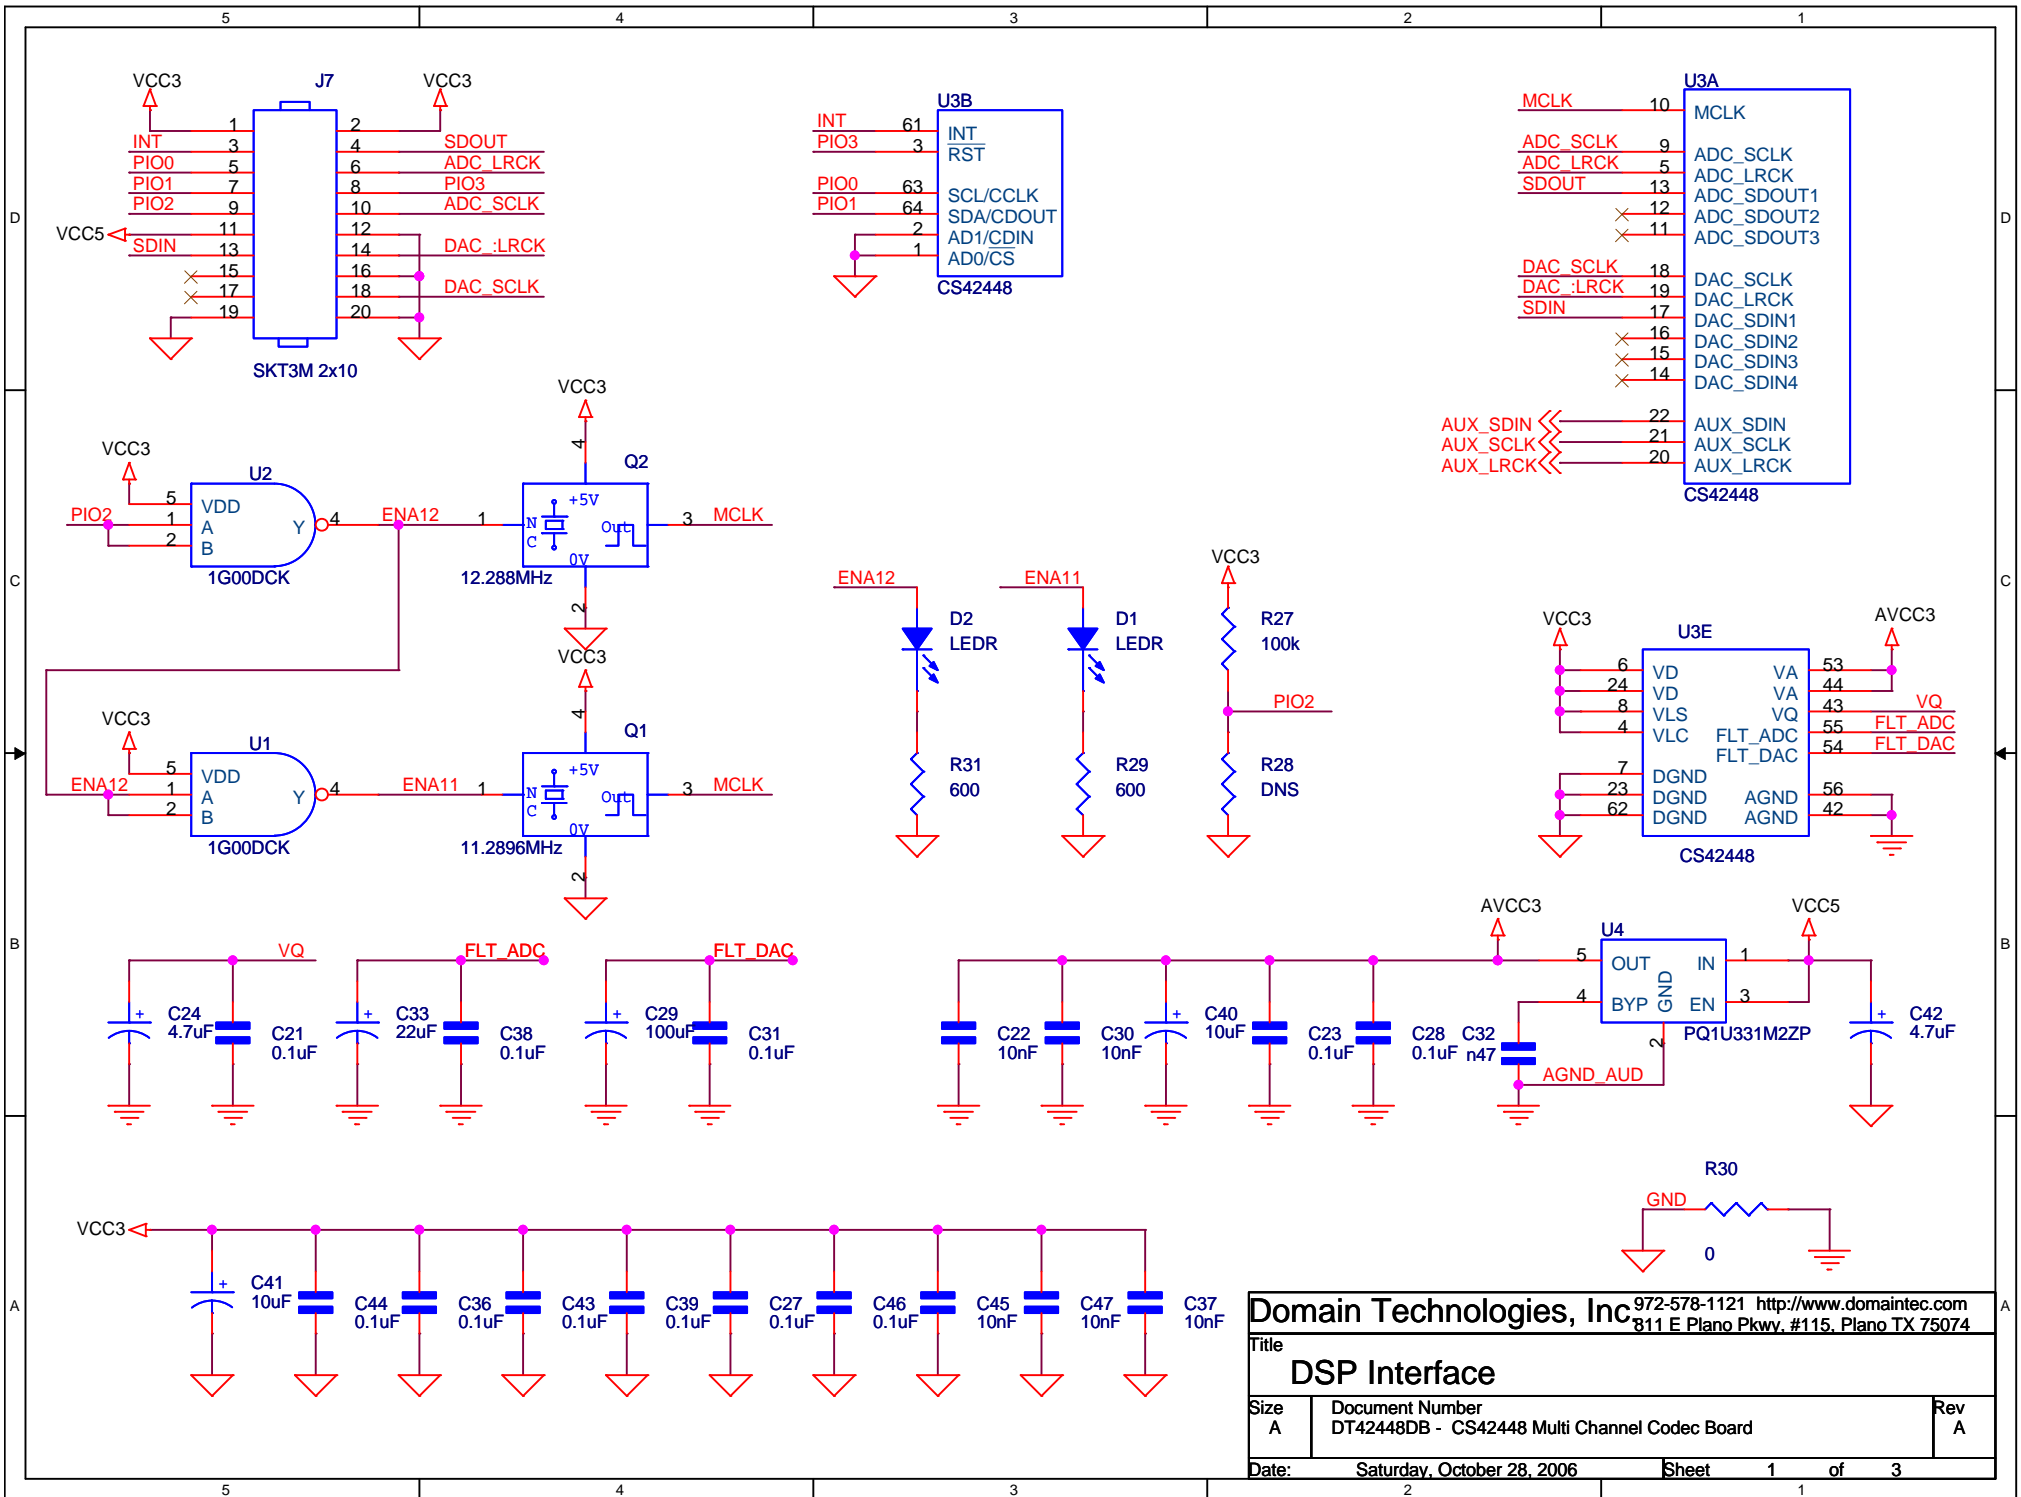 5 4 3 2 1
D
C
B
A
VCC3 J7 VCC3
1 2
INT 3 4 SDOUT
PIO0 5 6 ADC_LRCK
PIO1 7 8 PIO3
PIO2 9 10 ADC_SCLK
VCC5 11 12
SDIN 13 14 DAC_:LRCK
15 16
17 18 DAC_SCLK
19 20
SKT3M 2x10
U3B
INT 61 INT
PIO3 3 RST
PIO0 63 SCL/CCLK
PIO1 64 SDA/CDOUT
2 AD1/CDIN
1 AD0/CS
CS42448
U3A
MCLK 10 MCLK
ADC_SCLK 9 ADC_SCLK
ADC_LRCK 5 ADC_LRCK
SDOUT 13 ADC_SDOUT1
12 ADC_SDOUT2
11 ADC_SDOUT3
DAC_SCLK 18 DAC_SCLK
DAC_:LRCK 19 DAC_LRCK
SDIN 17 DAC_SDIN1
16 DAC_SDIN2
15 DAC_SDIN3
14 DAC_SDIN4
AUX_SDIN 22 AUX_SDIN
AUX_SCLK 21 AUX_SCLK
AUX_LRCK 20 AUX_LRCK
CS42448
VCC3
U2
5 VDD
PIO2 1 A Y 4 ENA12
2 B
1G00DCK
VCC3
4
Q2
+5V
1 N C Out 3 MCLK
0V
12.288MHz
2
VCC3
U1
5 VDD
ENA12 1 A Y 4 ENA11
2 B
1G00DCK
VCC3
4
Q1
+5V
1 N C Out 3 MCLK
0V
11.2896MHz
2
ENA12
D2
LEDR
R31
600
ENA11
D1
LEDR
R29
600
VCC3
R27
100k
PIO2
R28
DNS
VCC3 U3E AVCC3
6 VD VA 53
24 VD VA 44
8 VLS VQ 43 VQ
4 VLC FLT_ADC 55 FLT_ADC
FLT_DAC 54 FLT_DAC
7 DGND
23 DGND AGND 56
62 DGND AGND 42
CS42448
VQ
+ C24
4.7uF
C21
0.1uF
FLT_ADC
+ C33
22uF
C38
0.1uF
FLT_DAC
+ C29
100uF
C31
0.1uF
AVCC3 VCC5
U4
5 OUT IN 1
4 BYP GND EN 3
2
PQ1U331M2ZP
C22
10nF
C30
10nF
+ C40
10uF
C23
0.1uF
C28
0.1uF
C32
n47
AGND_AUD
+ C42
4.7uF
R30
GND
0
VCC3
+ C41
10uF
C44
0.1uF
C36
0.1uF
C43
0.1uF
C39
0.1uF
C27
0.1uF
C46
0.1uF
C45
10nF
C47
10nF
C37
10nF
Domain Technologies, Inc. 972-578-1121 http://www.domaintec.com
811 E Plano Pkwy, #115, Plano TX 75074
Title
DSP Interface
Size Document Number Rev
A DT42448DB - CS42448 Multi Channel Codec Board A
Date: Saturday, October 28, 2006 Sheet 1 of 3
D
C
B
A
5 4 3 2 1